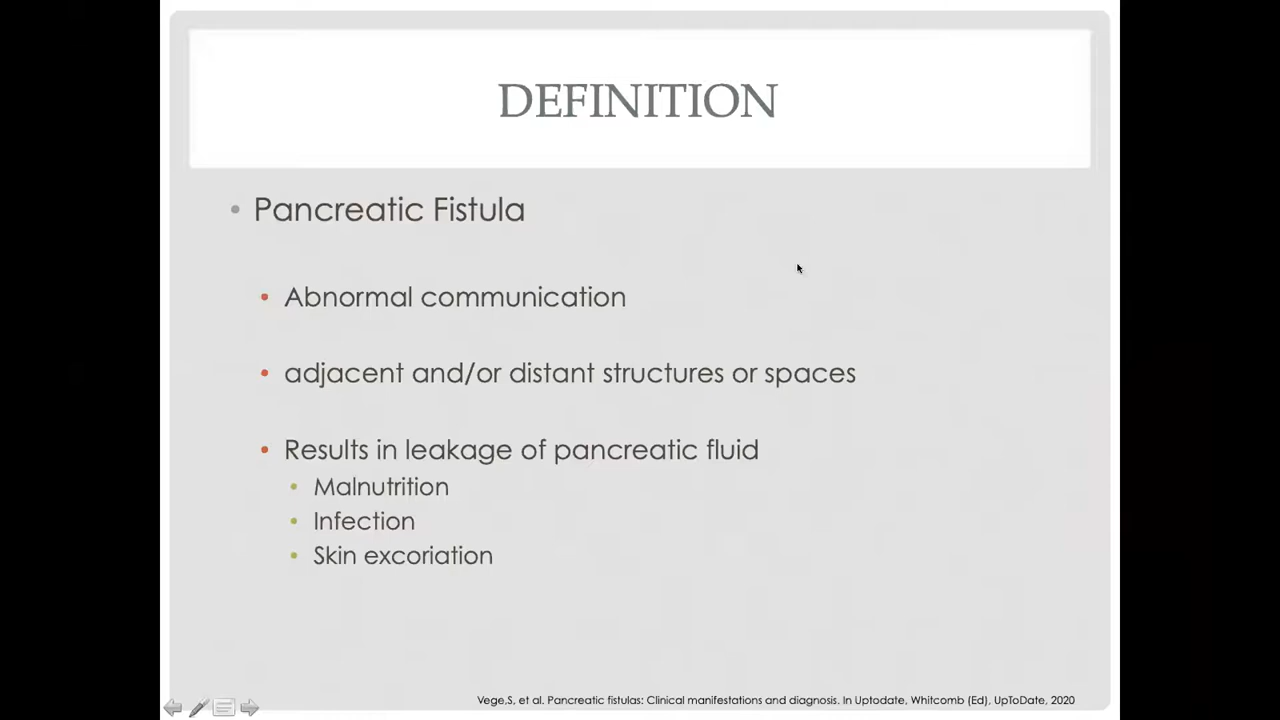 DEFINITION
• Pancreatic Fistula
• Abnormal communication
• adjacent and/or distant structures or spaces
• Results in leakage of pancreatic fluid
• Malnutrition
• Infection
• Skin excoriation
Vege,S, et al. Pancreatic fistulas: Clinical manifestations and diagnosis. In Uptodate, Whitcomb (Ed), UpToDate, 2020